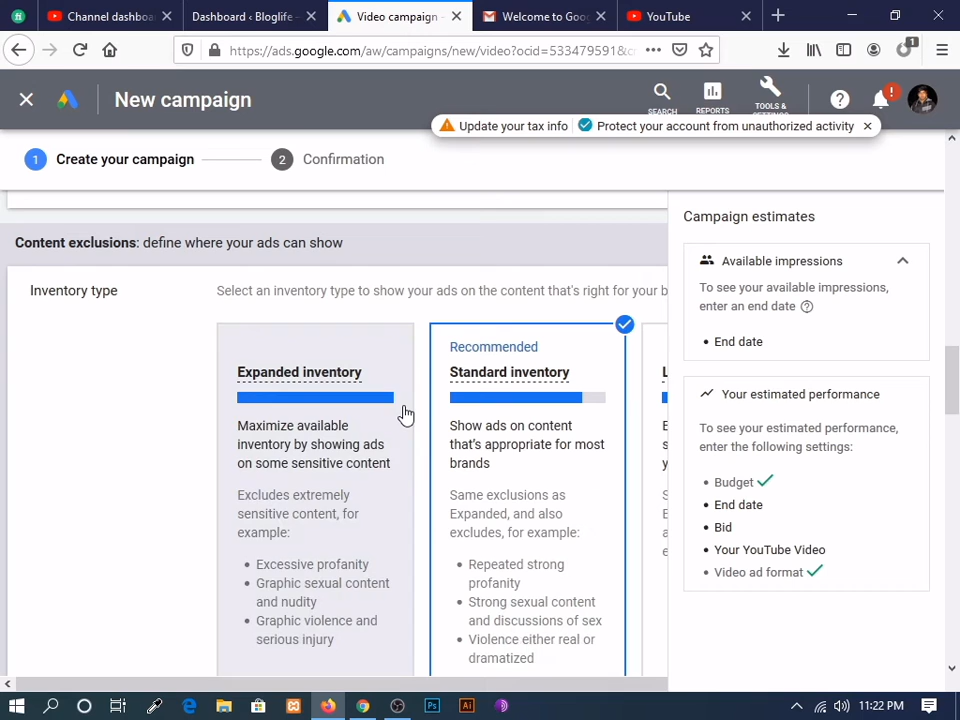 Channel dashboa
Dashboard ‹ Bloglife -
Video campaign -
Welcome to Goo
YouTube
https://ads.google.com/aw/campaigns/new/video?ocid=533479591&c
1
New campaign
SEARCH
REPORTS
TOOLS &
Update your tax info
Protect your account from unauthorized activity
1 Create your campaign
2 Confirmation
Content exclusions: define where your ads can show
Inventory type
Select an inventory type to show your ads on the content that's right for your b
Expanded inventory
Maximize available
inventory by showing ads
on some sensitive content
Excludes extremely
sensitive content, for
example:
• Excessive profanity
• Graphic sexual content
and nudity
• Graphic violence and
serious injury
Recommended
Standard inventory
Show ads on content
that's appropriate for most
brands
Same exclusions as
Expanded, and also
excludes, for example:
• Repeated strong
profanity
• Strong sexual content
and discussions of sex
• Violence either real or
dramatized
Campaign estimates
Available impressions
To see your available impressions,
enter an end date
• End date
Your estimated performance
To see your estimated performance,
enter the following settings:
• Budget
• End date
• Bid
• Your YouTube Video
• Video ad format
11:22 PM